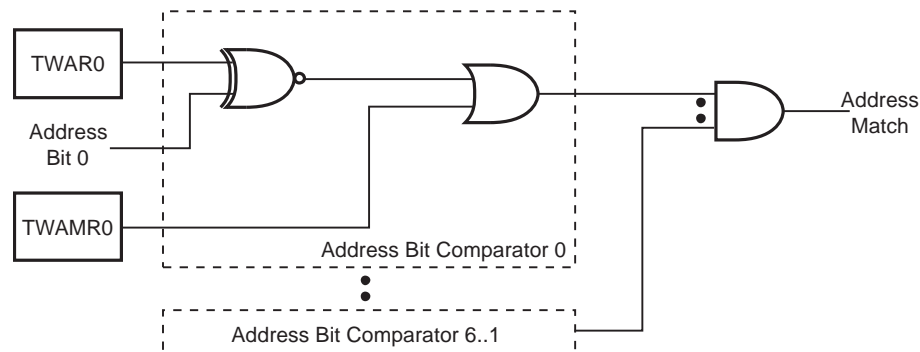 TWAR0
Address
Bit 0
Address
Match
TWAMR0
Address Bit Comparator 0
Address Bit Comparator 6..1